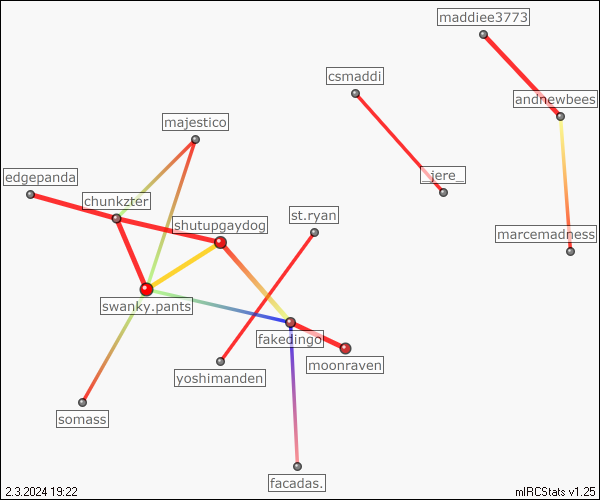 maddiee3773
csmaddi
andnewbees
majestico
edgepanda
_jere_
chunkzter
st.ryan
shutupgaydog
marcemadness
swanky.pants
fakedingo
moonraven
yoshimanden
somass
facadas.
2.3.2024 19:22
mIRCStats v1.25